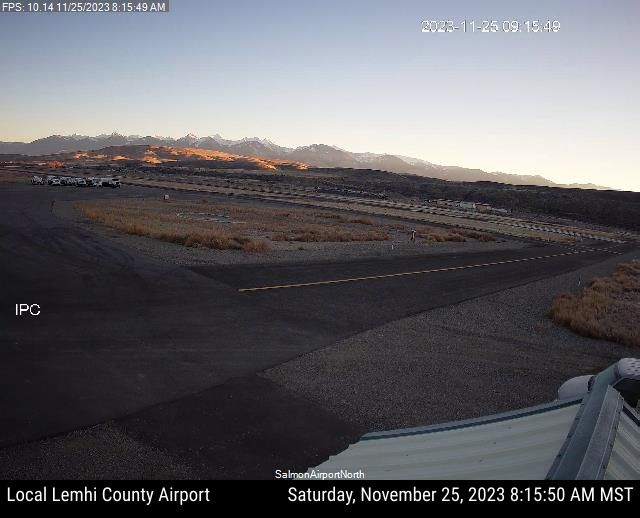 FPS: 10.14 11/25/2023 8:15:49 AM
2023-11-25 09:15:49
IPC
SalmonAirportNorth
Local Lemhi County Airport Saturday, November 25, 2023 8:15:50 AM MST